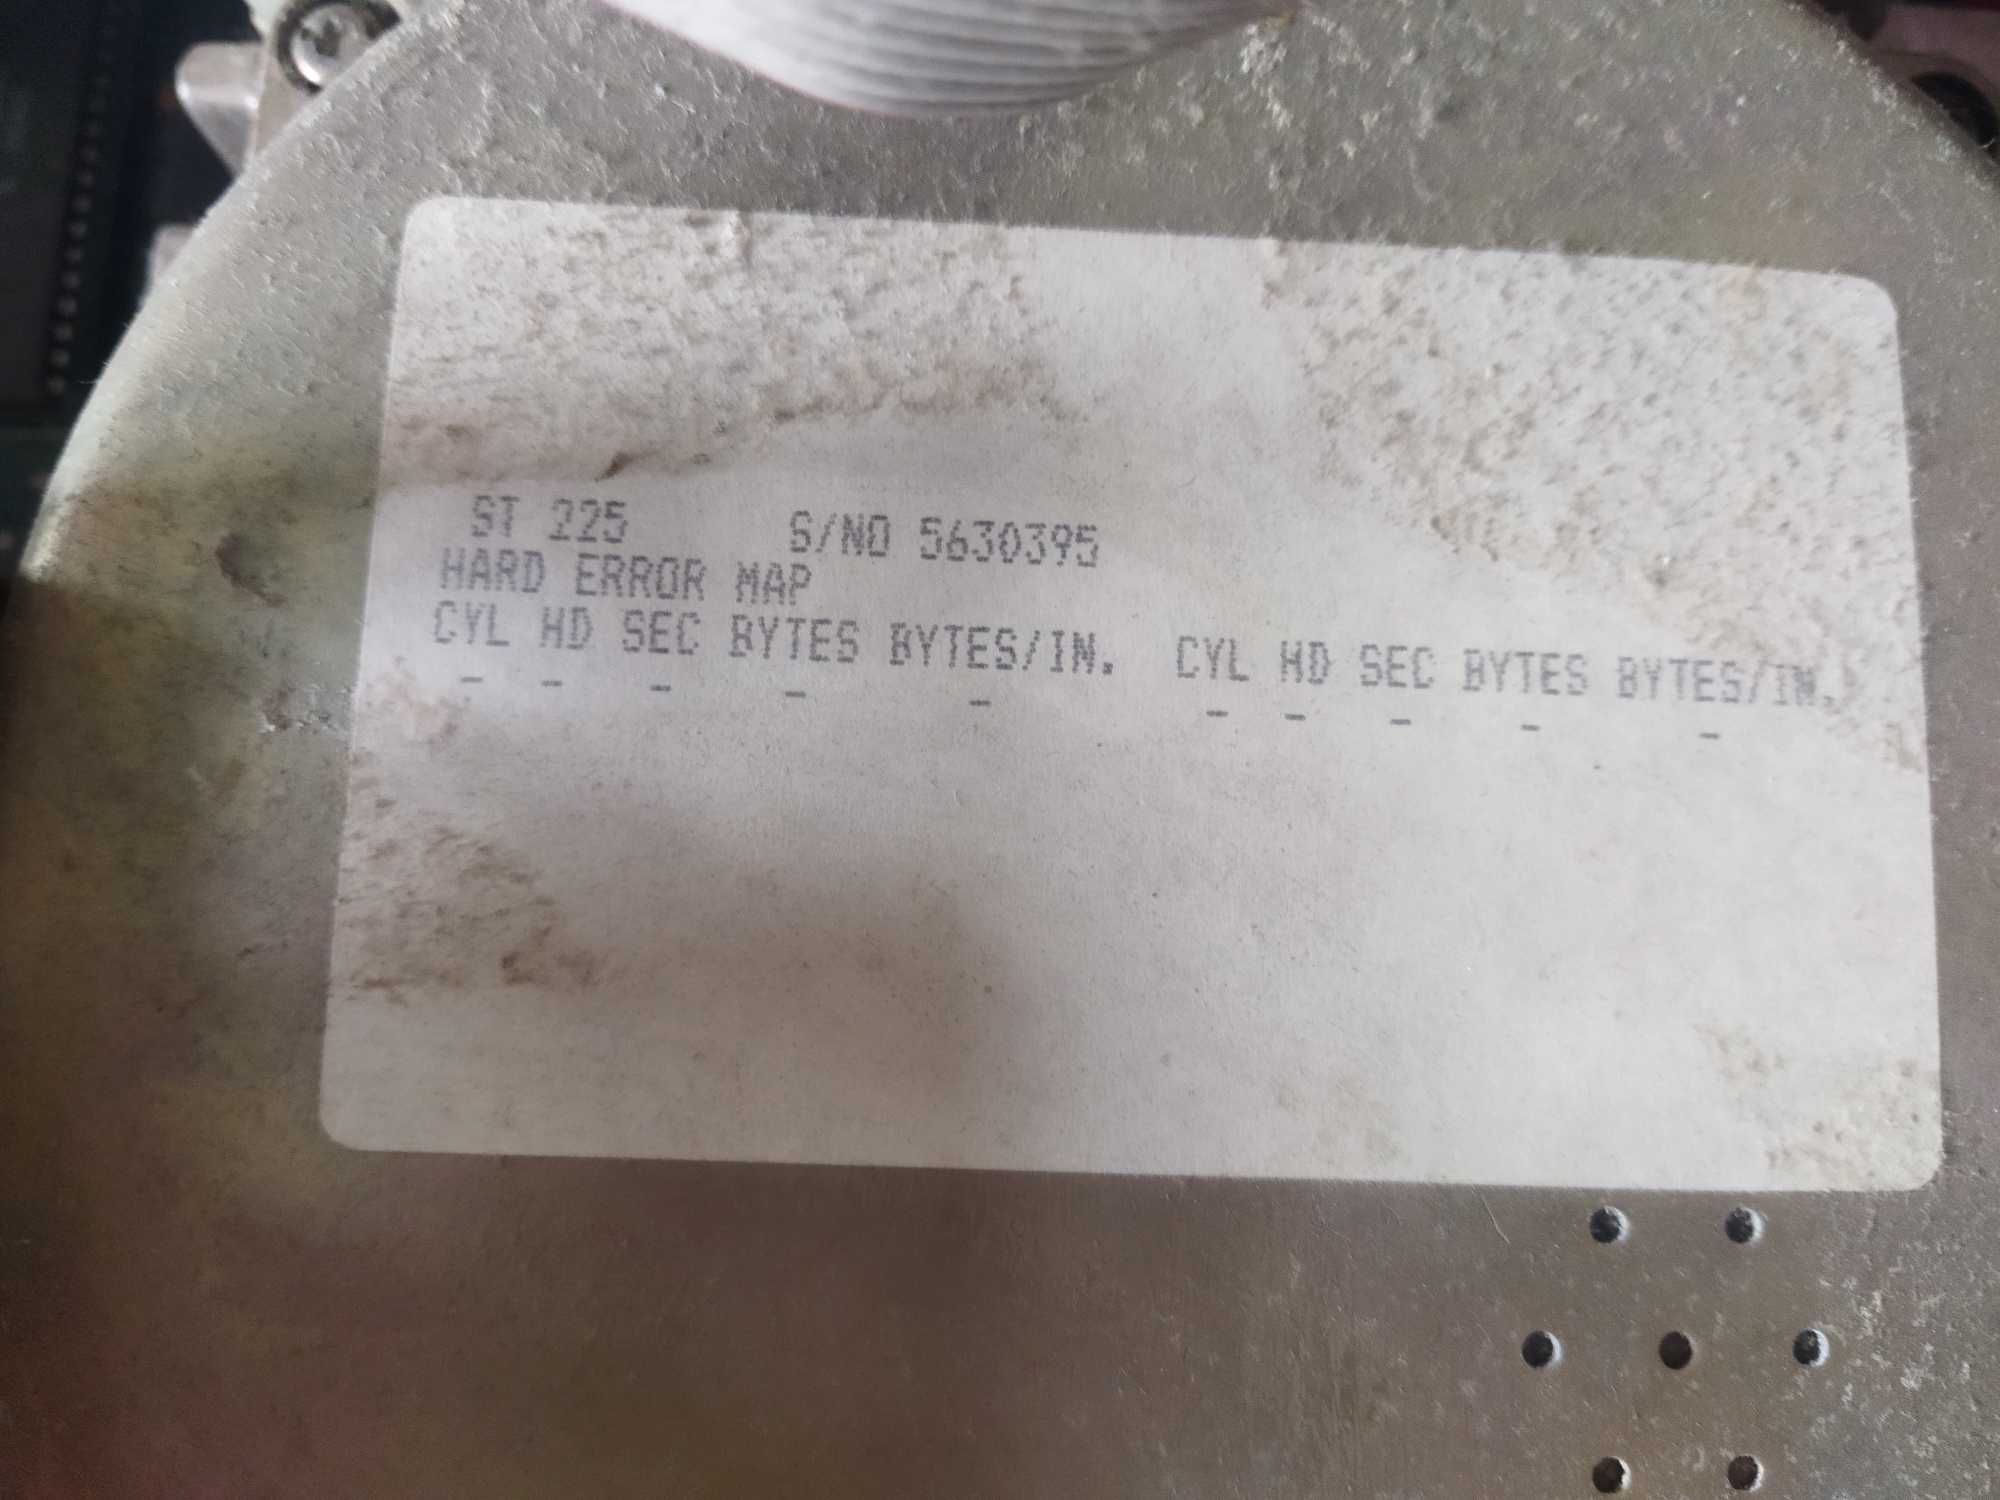 ST 225 S/NO 5630395
HARD ERROR MAP
CYL HD SEC BYTES BYTES/IN. CYL HD SEC BYTES BYTES/IN.
- - - - - - - - - -